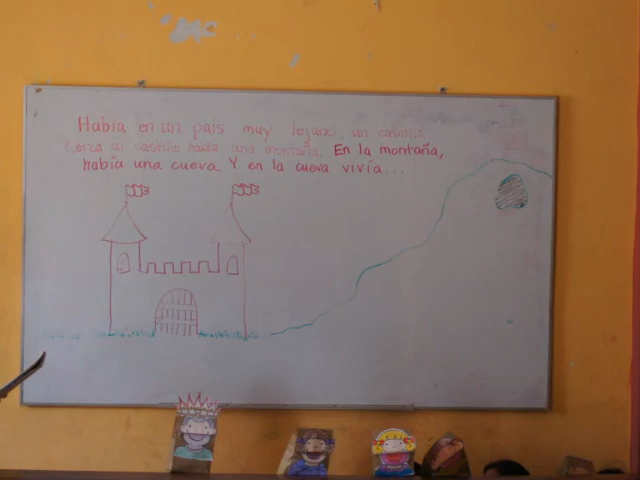 Había en un pais muy lejano, un castillo.
Cerca al castillo había una montaña. En la montaña,
había una cueva. Y en la cueva vivía...